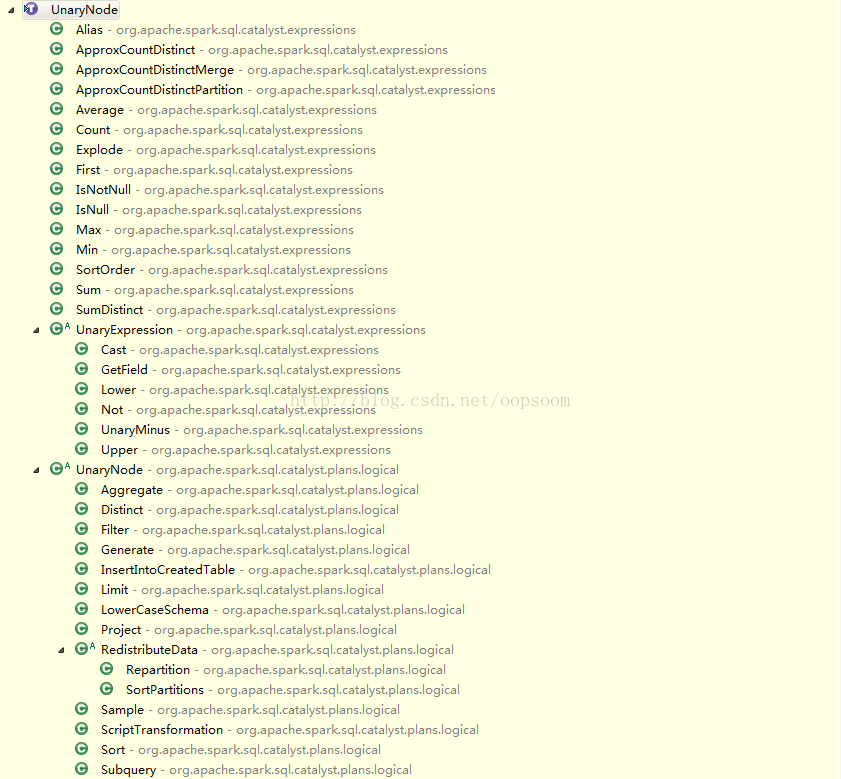 UnaryNode
Alias - org.apache.spark.sql.catalyst.expressions
ApproxCountDistinct - org.apache.spark.sql.catalyst.expressions
ApproxCountDistinctMerge - org.apache.spark.sql.catalyst.expressions
ApproxCountDistinctPartition - org.apache.spark.sql.catalyst.expressions
Average - org.apache.spark.sql.catalyst.expressions
Count - org.apache.spark.sql.catalyst.expressions
Explode - org.apache.spark.sql.catalyst.expressions
First - org.apache.spark.sql.catalyst.expressions
IsNotNull - org.apache.spark.sql.catalyst.expressions
IsNull - org.apache.spark.sql.catalyst.expressions
Max - org.apache.spark.sql.catalyst.expressions
Min - org.apache.spark.sql.catalyst.expressions
SortOrder - org.apache.spark.sql.catalyst.expressions
Sum - org.apache.spark.sql.catalyst.expressions
SumDistinct - org.apache.spark.sql.catalyst.expressions
UnaryExpression - org.apache.spark.sql.catalyst.expressions
Cast - org.apache.spark.sql.catalyst.expressions
GetField - org.apache.spark.sql.catalyst.expressions
Lower - org.apache.spark.sql.catalyst.expressions
http://blog.csdn.net/oopsoom
Not - org.apache.spark.sql.catalyst.expressions
UnaryMinus - org.apache.spark.sql.catalyst.expressions
Upper - org.apache.spark.sql.catalyst.expressions
UnaryNode - org.apache.spark.sql.catalyst.plans.logical
Aggregate - org.apache.spark.sql.catalyst.plans.logical
Distinct - org.apache.spark.sql.catalyst.plans.logical
Filter - org.apache.spark.sql.catalyst.plans.logical
Generate - org.apache.spark.sql.catalyst.plans.logical
InsertIntoCreatedTable - org.apache.spark.sql.catalyst.plans.logical
Limit - org.apache.spark.sql.catalyst.plans.logical
LowerCaseSchema - org.apache.spark.sql.catalyst.plans.logical
Project - org.apache.spark.sql.catalyst.plans.logical
RedistributeData - org.apache.spark.sql.catalyst.plans.logical
Repartition - org.apache.spark.sql.catalyst.plans.logical
SortPartitions - org.apache.spark.sql.catalyst.plans.logical
Sample - org.apache.spark.sql.catalyst.plans.logical
ScriptTransformation - org.apache.spark.sql.catalyst.plans.logical
Sort - org.apache.spark.sql.catalyst.plans.logical
Subquery - org.apache.spark.sql.catalyst.plans.logical